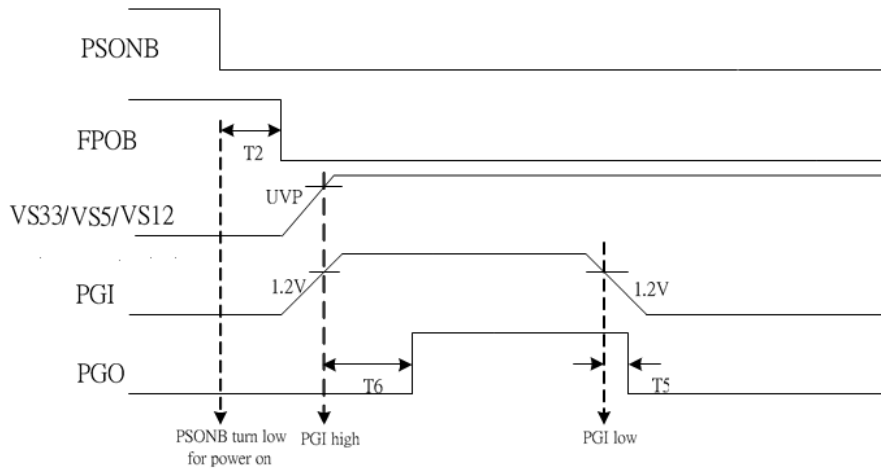 PSONB
FPOB
T2
UVP
VS33/VS5/VS12
PGI
1.2V
1.2V
PGO
T6
T5
PSONB turn low
for power on
PGI high
PGI low